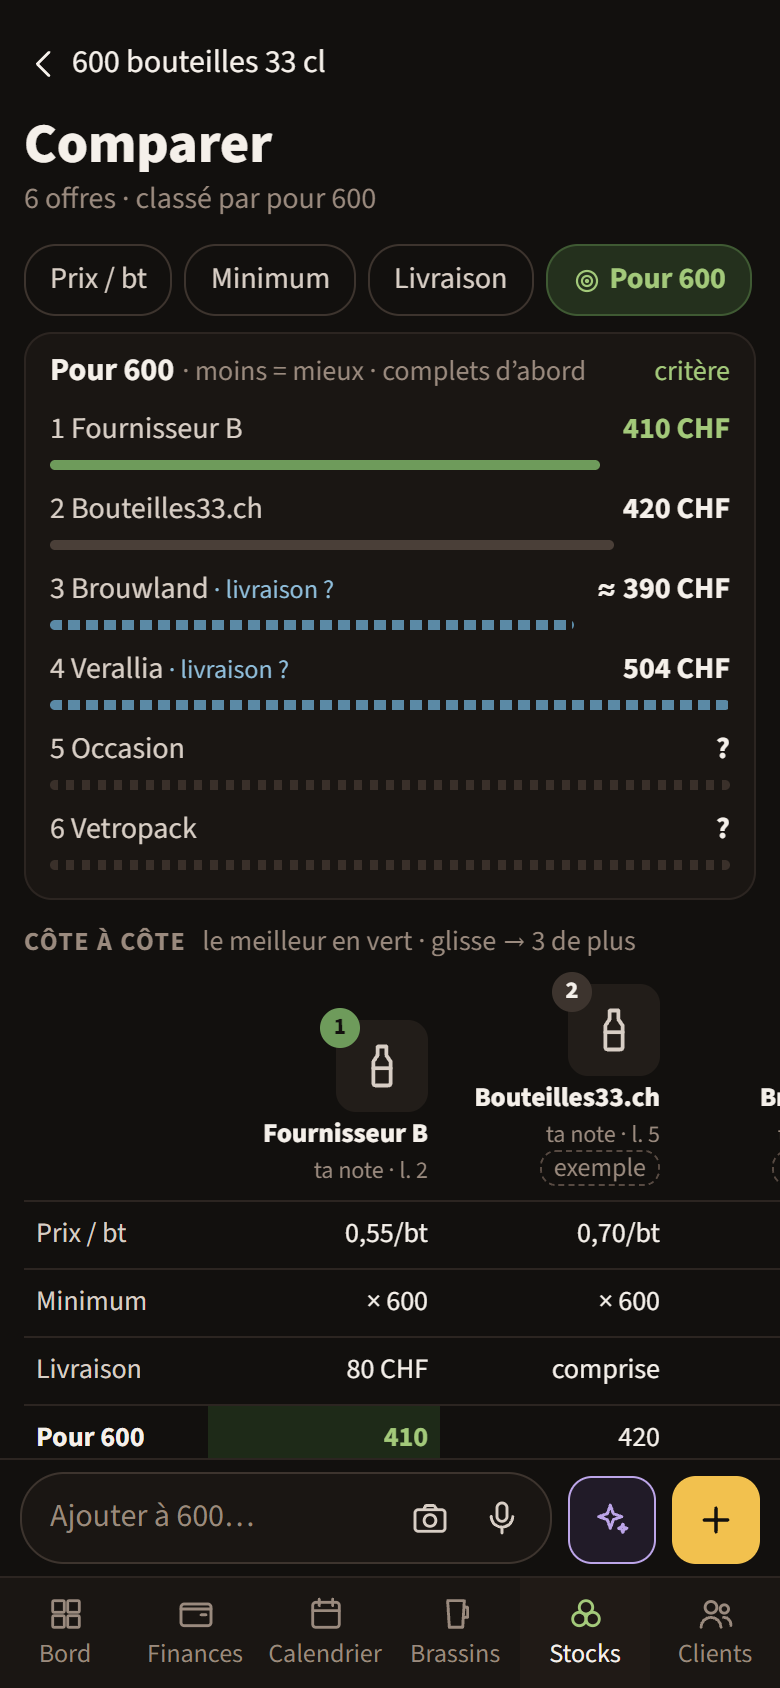 600 bouteilles 33 cl
Comparer
6 offres · classé par pour 600
Prix / bt
Minimum
Livraison
Pour 600
Pour 600 · moins = mieux · complets d’abord critère
1 Fournisseur B 410 CHF
2 Bouteilles33.ch 420 CHF
3 Brouwland · livraison ? ≈ 390 CHF
4 Verallia · livraison ? 504 CHF
5 Occasion ?
6 Vetropack ?
CÔTE À CÔTE le meilleur en vert · glisse → 3 de plus
1
Fournisseur B
ta note · l. 2
2
Bouteilles33.ch
ta note · l. 5
exemple
Prix / bt 0,55/bt 0,70/bt
Minimum × 600 × 600
Livraison 80 CHF comprise
Pour 600 410 420
Ajouter à 600…
Bord Finances Calendrier Brassins Stocks Clients